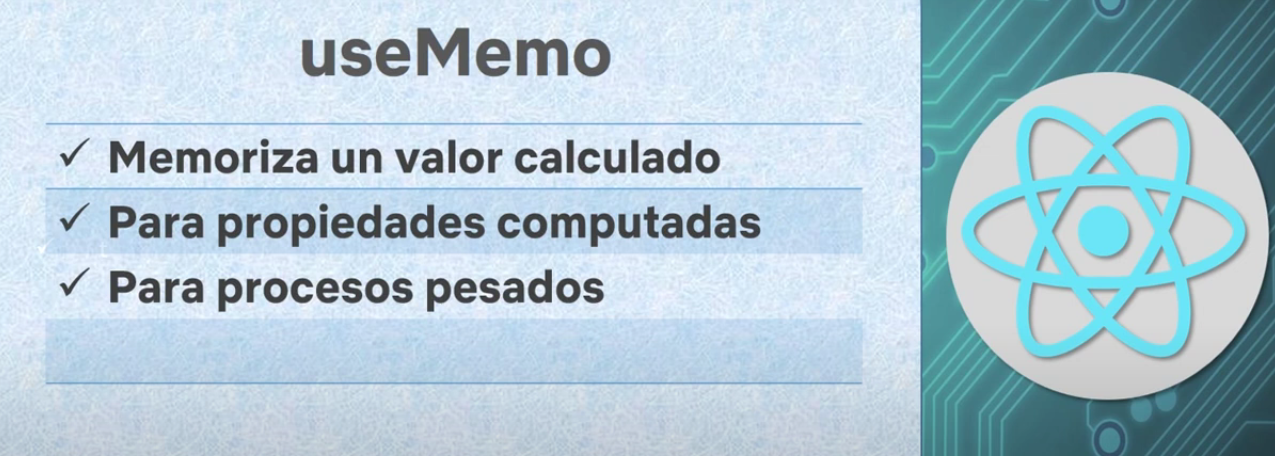 useMemo
✓ Memoriza un valor calculado
✓ Para propiedades computadas
✓ Para procesos pesados